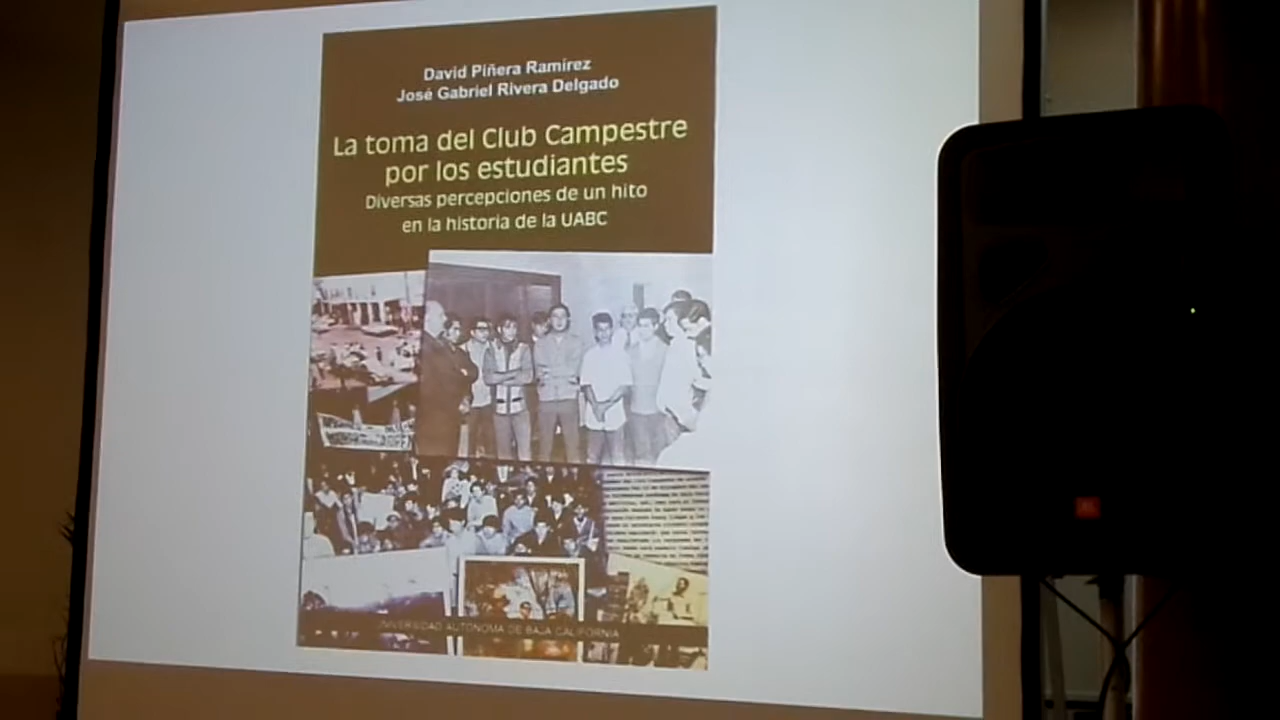 David Piñera Ramírez
José Gabriel Rivera Delgado
La toma del Club Campestre
por los estudiantes
Diversas percepciones de un hito
en la historia de la UABC
UNIVERSIDAD AUTÓNOMA DE BAJA CALIFORNIA
JBL